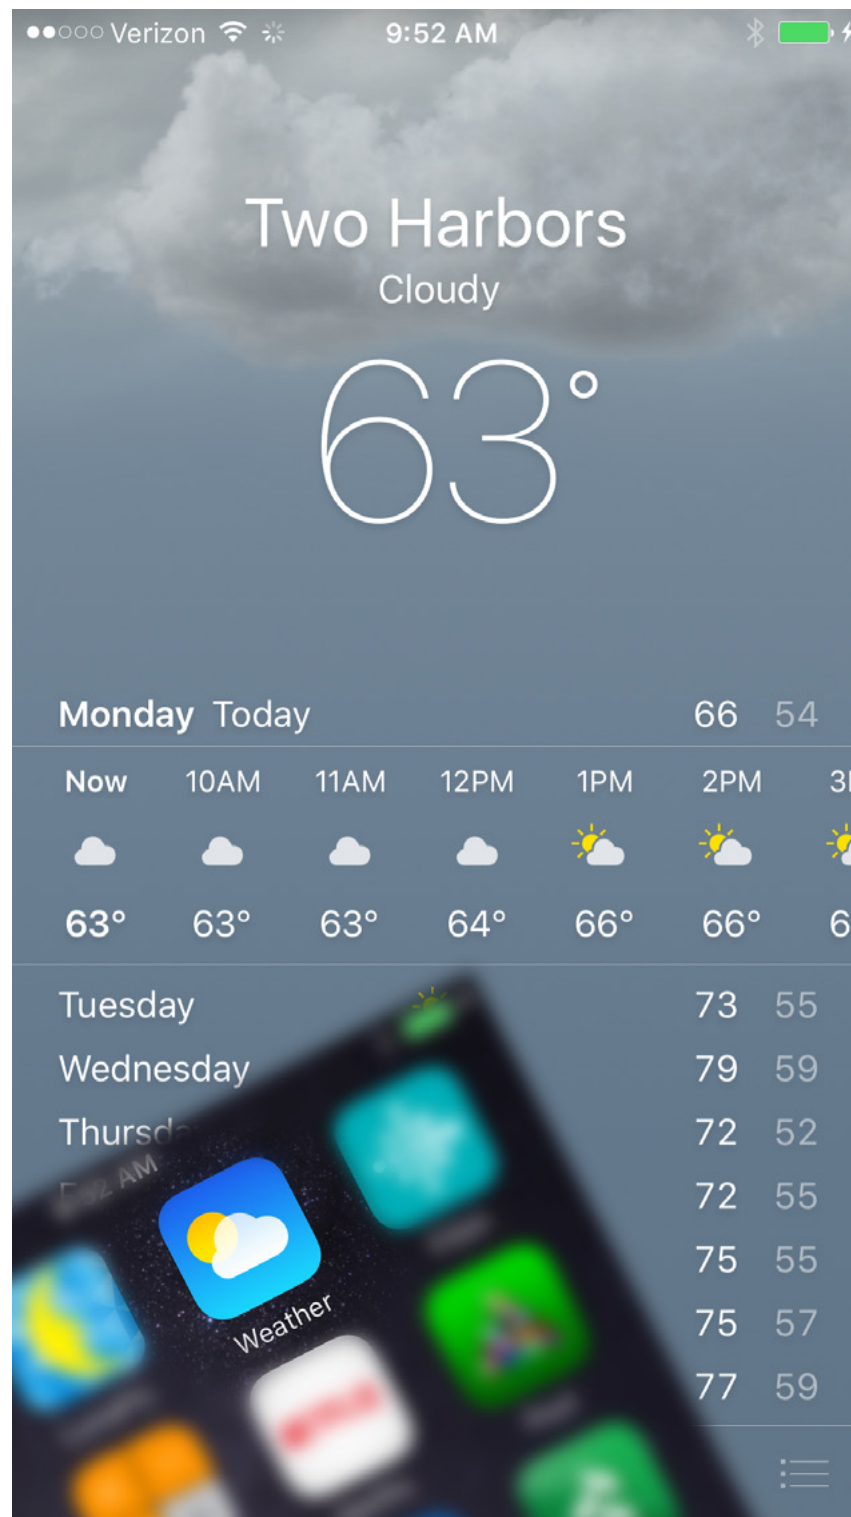 Verizon 9:52 AM
Two Harbors
Cloudy
63°
Monday Today 66 54
Now 10AM 11AM 12PM 1PM 2PM
63° 63° 63° 64° 66° 66°
Tuesday 73 55
Wednesday 79 59
72 52
72 55
75 55
75 57
77 59
AM
Weather